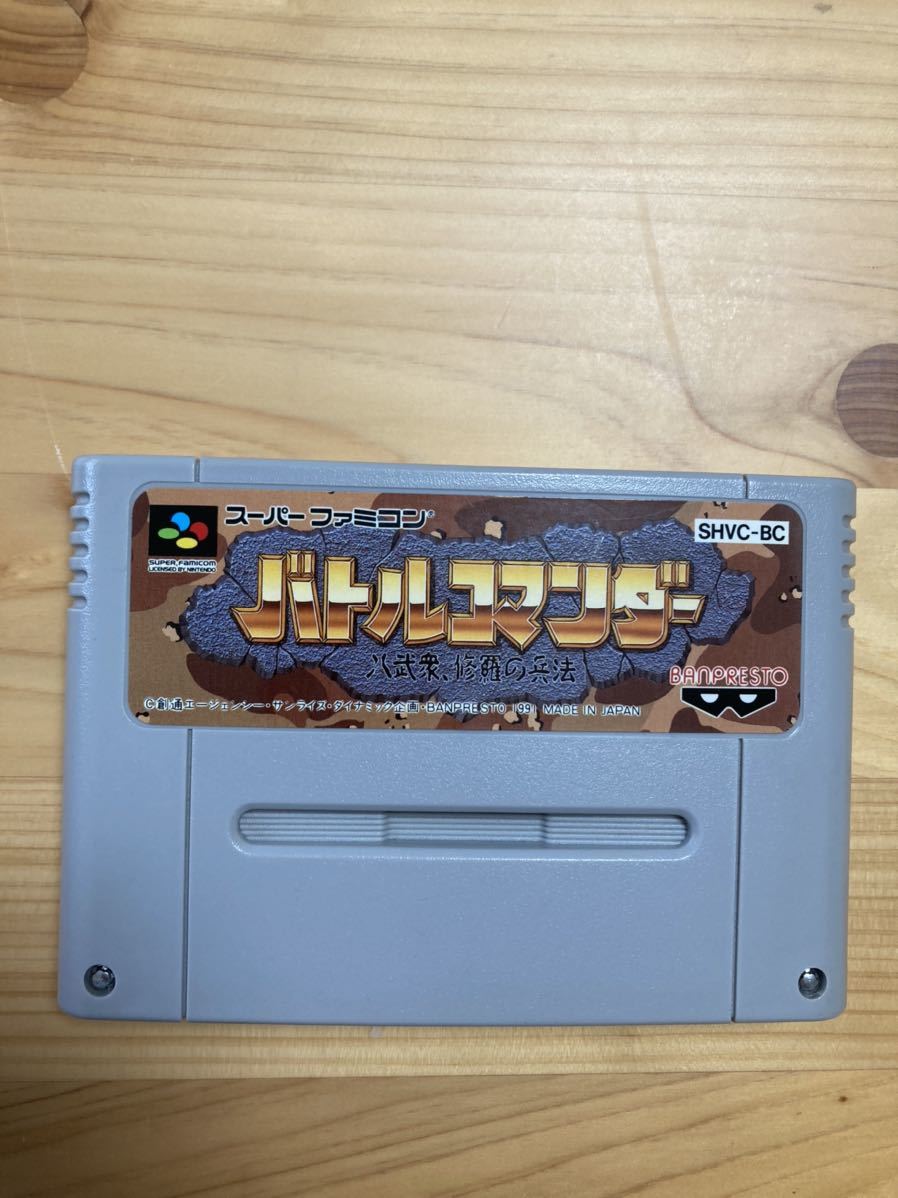 スーパーファミコン®
SUPER FAMICOM
LICENSED BY NINTENDO
SHVC-BC
バトルコマンダー
八武衆、修羅の兵法
BANPRESTO
©創通エージェンシー・サンライズ・ダイナミック企画・BANPRESTO 1991 MADE IN JAPAN